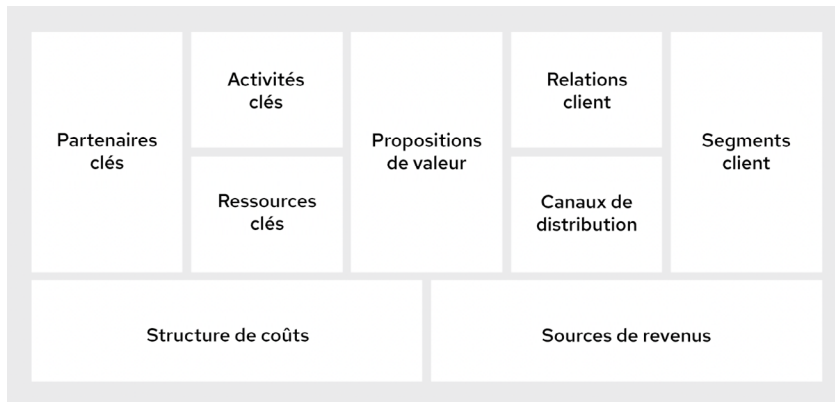 Partenaires
clés
Activités
clés
Ressources
clés
Propositions
de valeur
Relations
client
Canaux de
distribution
Segments
client
Structure de coûts
Sources de revenus